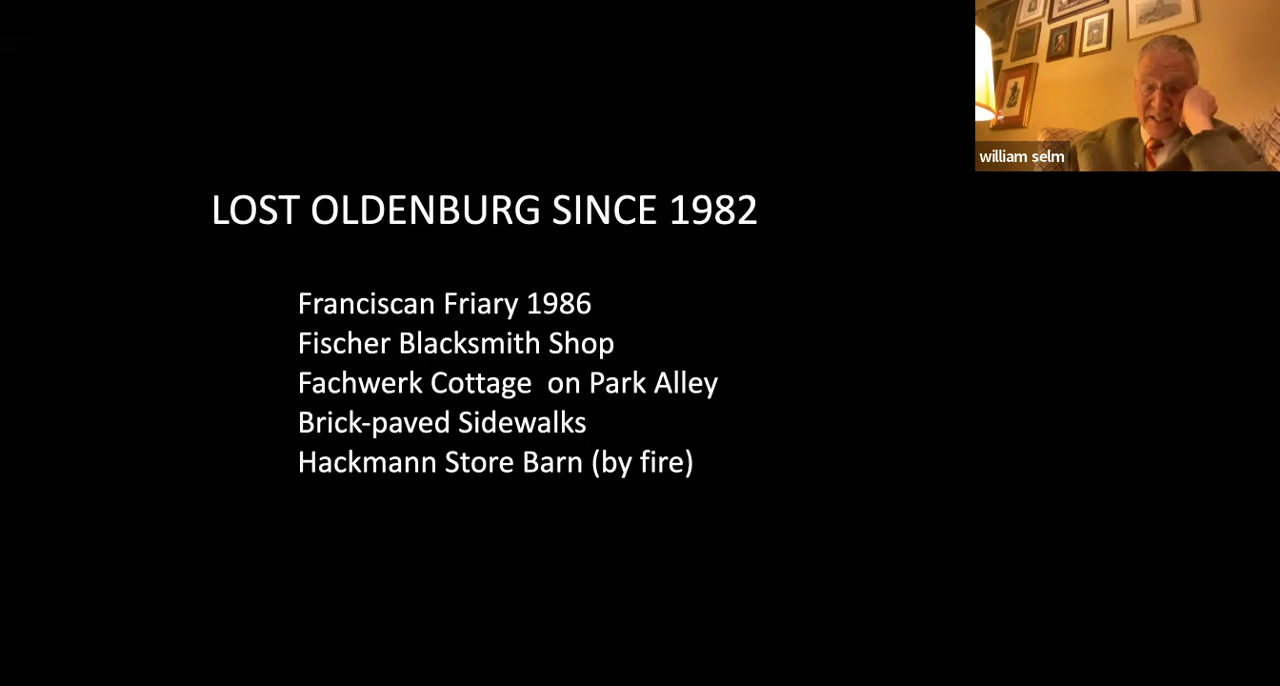 LOST OLDENBURG SINCE 1982
Franciscan Friary 1986
Fischer Blacksmith Shop
Fachwerk Cottage  on Park Alley
Brick-paved Sidewalks
Hackmann Store Barn (by fire)
william selm